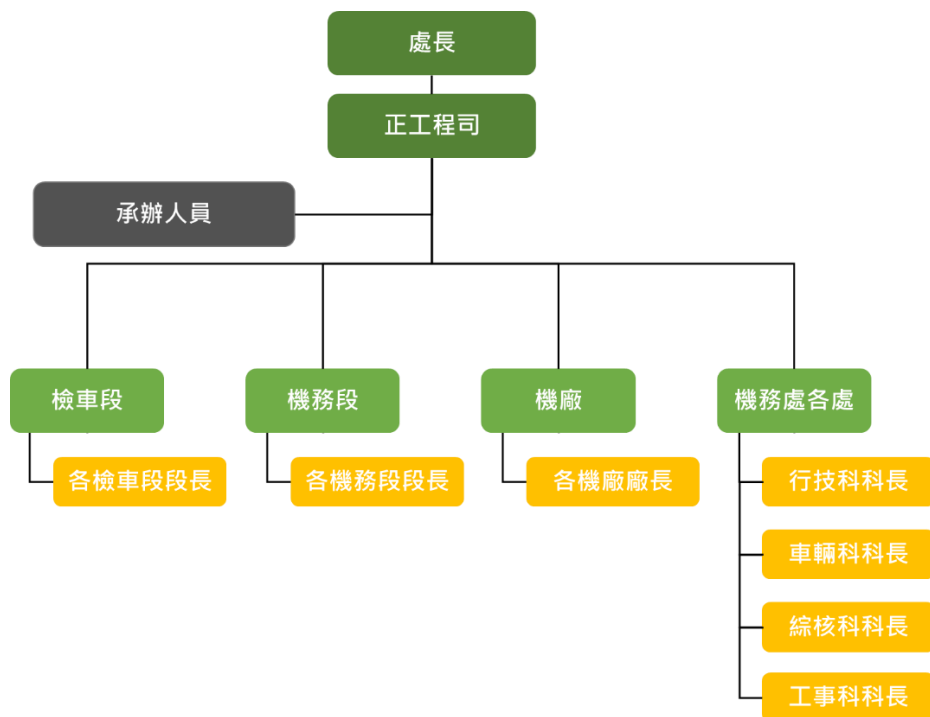 處長
正工程司
承辦人員
檢車段
機務段
機廠
機務處各處
各檢車段段長
各機務段段長
各機廠廠長
行技科科長
車輛科科長
綜核科科長
工事科科長